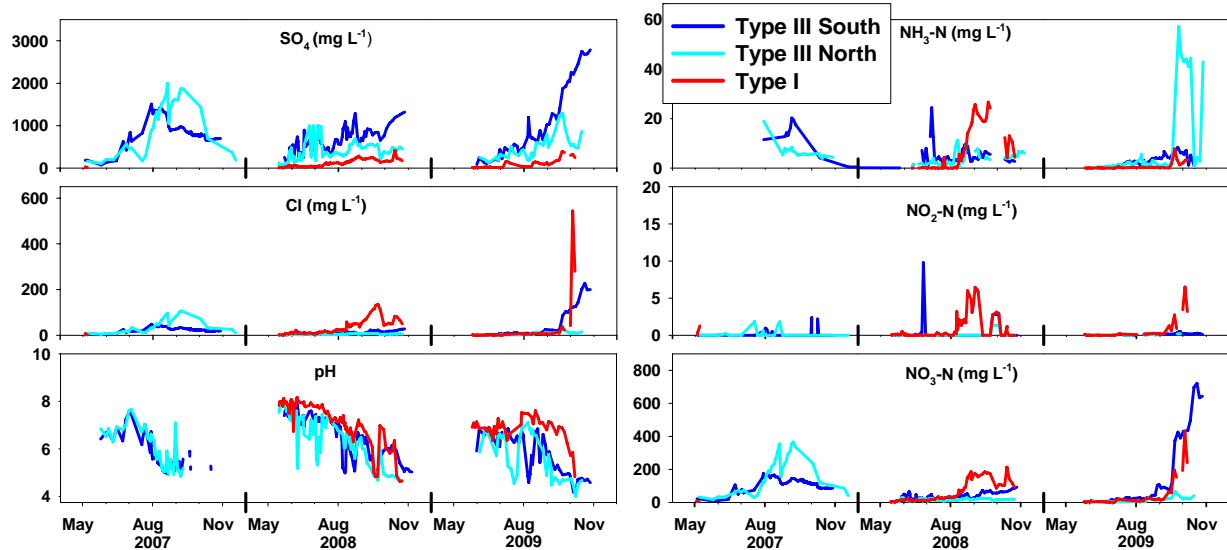 SO4 (mg L-1)
3000
2000
1000
0
Cl (mg L-1)
600
400
200
0
pH
10
8
6
4
May Aug Nov May Aug Nov May Aug Nov
2007 2008 2009
Type III South
Type III North
Type I
NH3-N (mg L-1)
60
40
20
0
NO2-N (mg L-1)
20
15
10
5
0
NO3-N (mg L-1)
800
600
400
200
0
May Aug Nov May Aug Nov May Aug Nov
2007 2008 2009